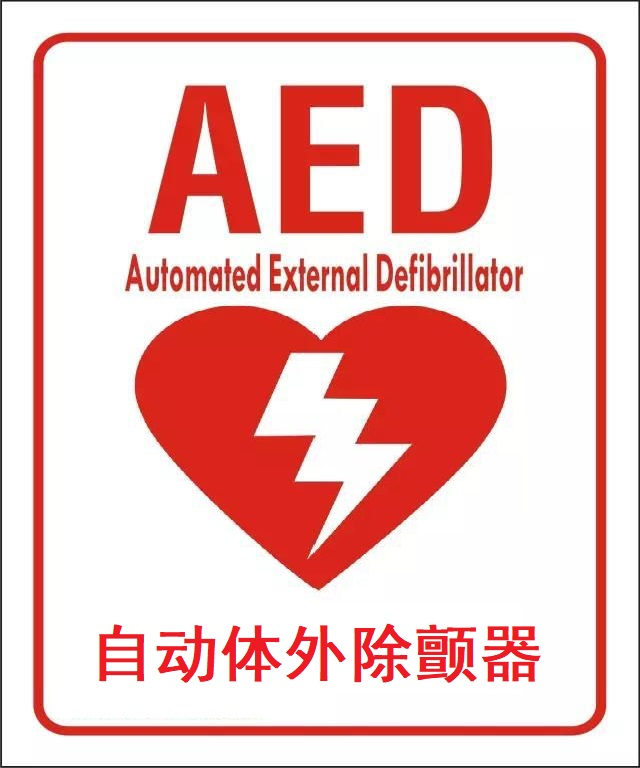 AED
Automated External Defibrillator
自动体外除颤器